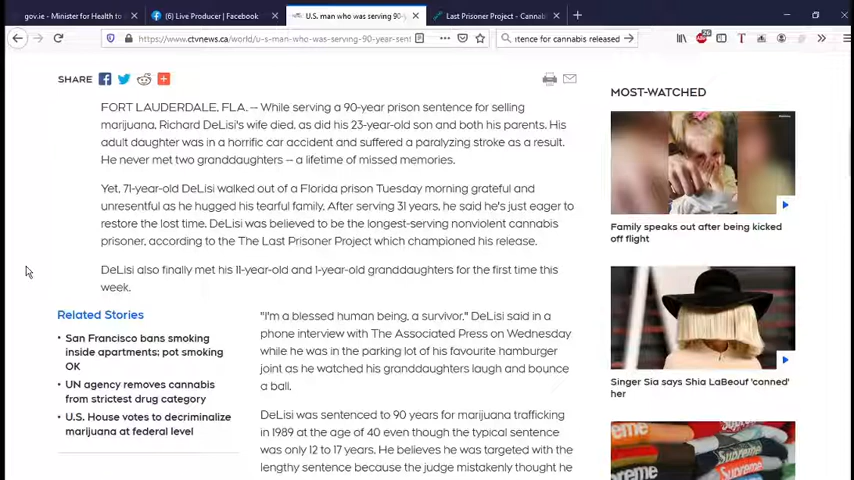 gov.ie - Minister for Health to
(6) Live Producer | Facebook
U.S. man who was serving 90-y
Last Prisoner Project - Cannabi
https://www.ctvnews.ca/world/u-s-man-who-was-serving-90-year-sent
rtence for cannabis released
SHARE
FORT LAUDERDALE, FLA. -- While serving a 90-year prison sentence for selling
marijuana, Richard DeLisi's wife died, as did his 23-year-old son and both his parents. His
adult daughter was in a horrific car accident and suffered a paralyzing stroke as a result.
He never met two granddaughters -- a lifetime of missed memories.
Yet, 71-year-old DeLisi walked out of a Florida prison Tuesday morning grateful and
unresentful as he hugged his tearful family. After serving 31 years, he said he's just eager to
restore the lost time. DeLisi was believed to be the longest-serving nonviolent cannabis
prisoner, according to the The Last Prisoner Project which championed his release.
DeLisi also finally met his 11-year-old and 1-year-old granddaughters for the first time this
week.
Related Stories
San Francisco bans smoking
inside apartments; pot smoking
OK
UN agency removes cannabis
from strictest drug category
U.S. House votes to decriminalize
marijuana at federal level
"I'm a blessed human being, a survivor," DeLisi said in a
phone interview with The Associated Press on Wednesday
while he was in the parking lot of his favourite hamburger
joint as he watched his granddaughters laugh and bounce
a ball.
DeLisi was sentenced to 90 years for marijuana trafficking
in 1989 at the age of 40 even though the typical sentence
was only 12 to 17 years. He believes he was targeted with the
lengthy sentence because the judge mistakenly thought he
MOST-WATCHED
Family speaks out after being kicked
off flight
Singer Sia says Shia LaBeouf 'conned'
her
eme
Supreme
Supreme